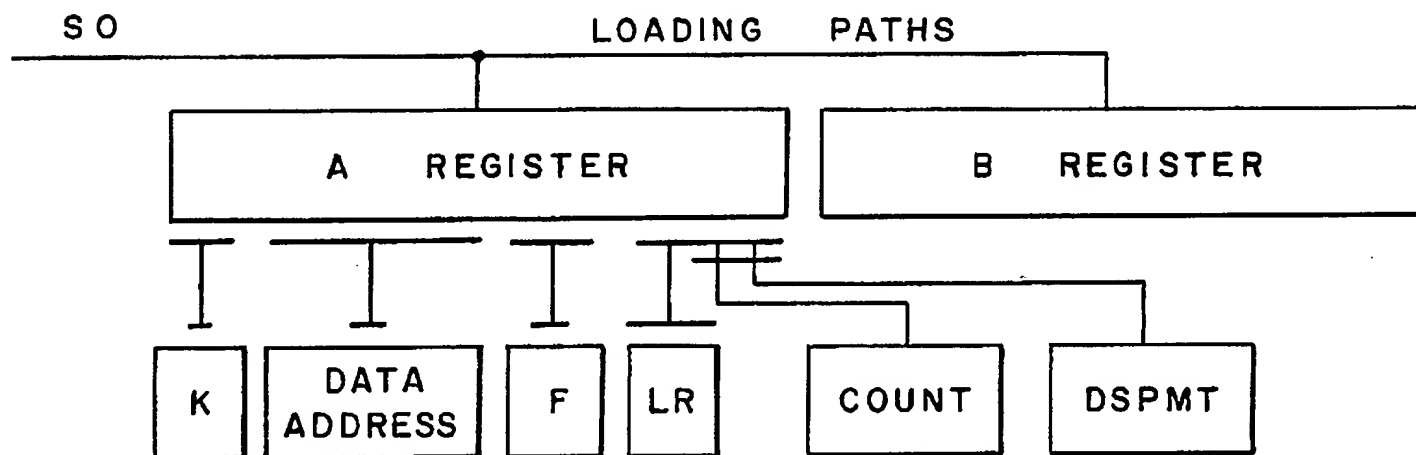 SO LOADING PATHS
A REGISTER B REGISTER
K DATA ADDRESS F LR COUNT DSPMT